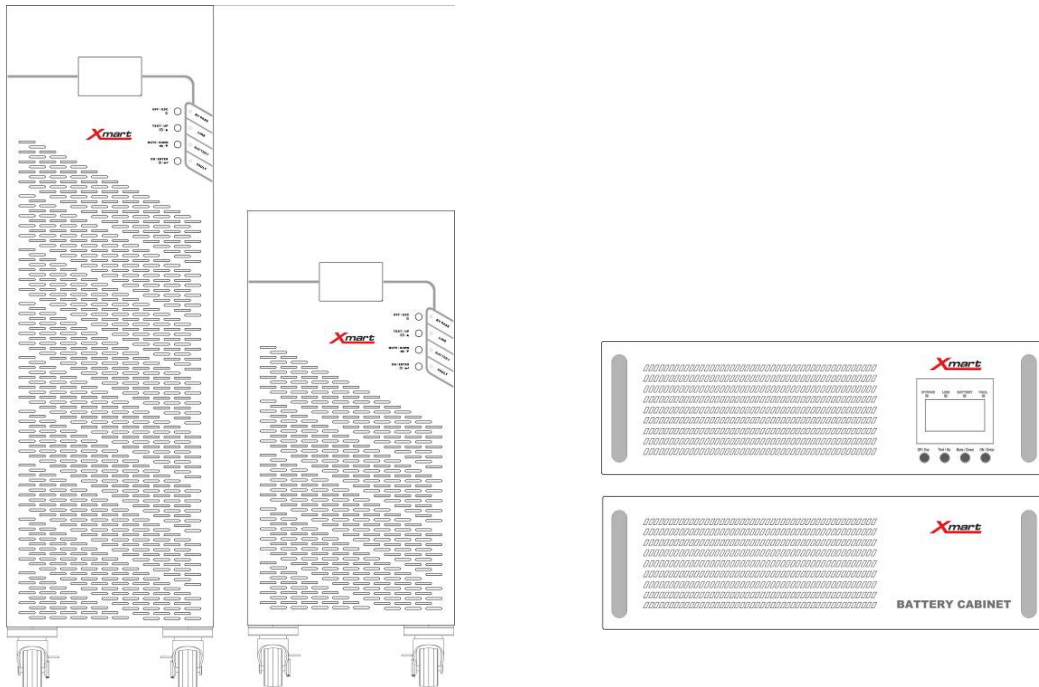 OFF/ESC
TEST/UP
MUTE/DOWN
ON/ENTER
BYPASS
LINE
BATTERY
FAULT
Xmart
OFF/ESC
TEST/UP
MUTE/DOWN
ON/ENTER
BYPASS
LINE
BATTERY
FAULT
Xmart
Xmart
BYPASS LINE BATTERY FAUL
Off / Esc Test / Up Mute / Down ON / Enter
Xmart
BATTERY CABINET